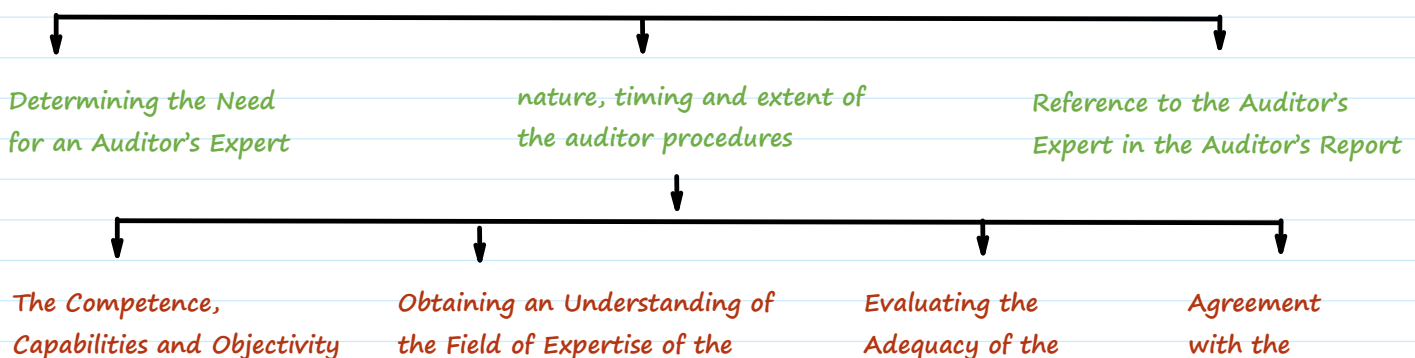 Determining the Need
for an Auditor's Expert
nature, timing and extent of
the auditor procedures
Reference to the Auditor's
Expert in the Auditor's Report
The Competence,
Capabilities and Objectivity
Obtaining an Understanding of
the Field of Expertise of the
Evaluating the
Adequacy of the
Agreement
with the